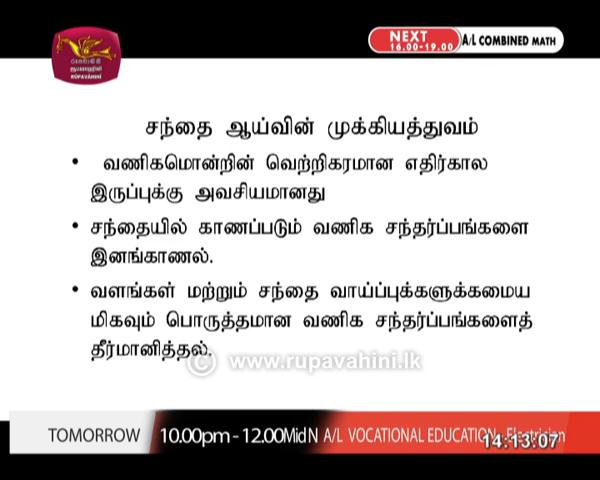 NEXT
16.00-19.00 A/L COMBINED MATH
රූපවාහිනී
ரூபவாஹினி
RUPAVAHINI
சந்தை ஆய்வின் முக்கியத்துவம்
• வணிகமொன்றின் வெற்றிகரமான எதிர்கால
இருப்புக்கு அவசியமானது
• சந்தையில் காணப்படும் வணிக சந்தர்ப்பங்களை
இனங்காணல்.
• வளங்கள் மற்றும் சந்தை வாய்ப்புக்களுக்கமைய
மிகவும் பொருத்தமான வணிக சந்தர்ப்பங்களைத்
தீர்மானித்தல்.
© www.rupavahini.lk
TOMORROW 10.00pm - 12.00MidN A/L VOCATIONAL EDUCATION - Electrician
14:13:07